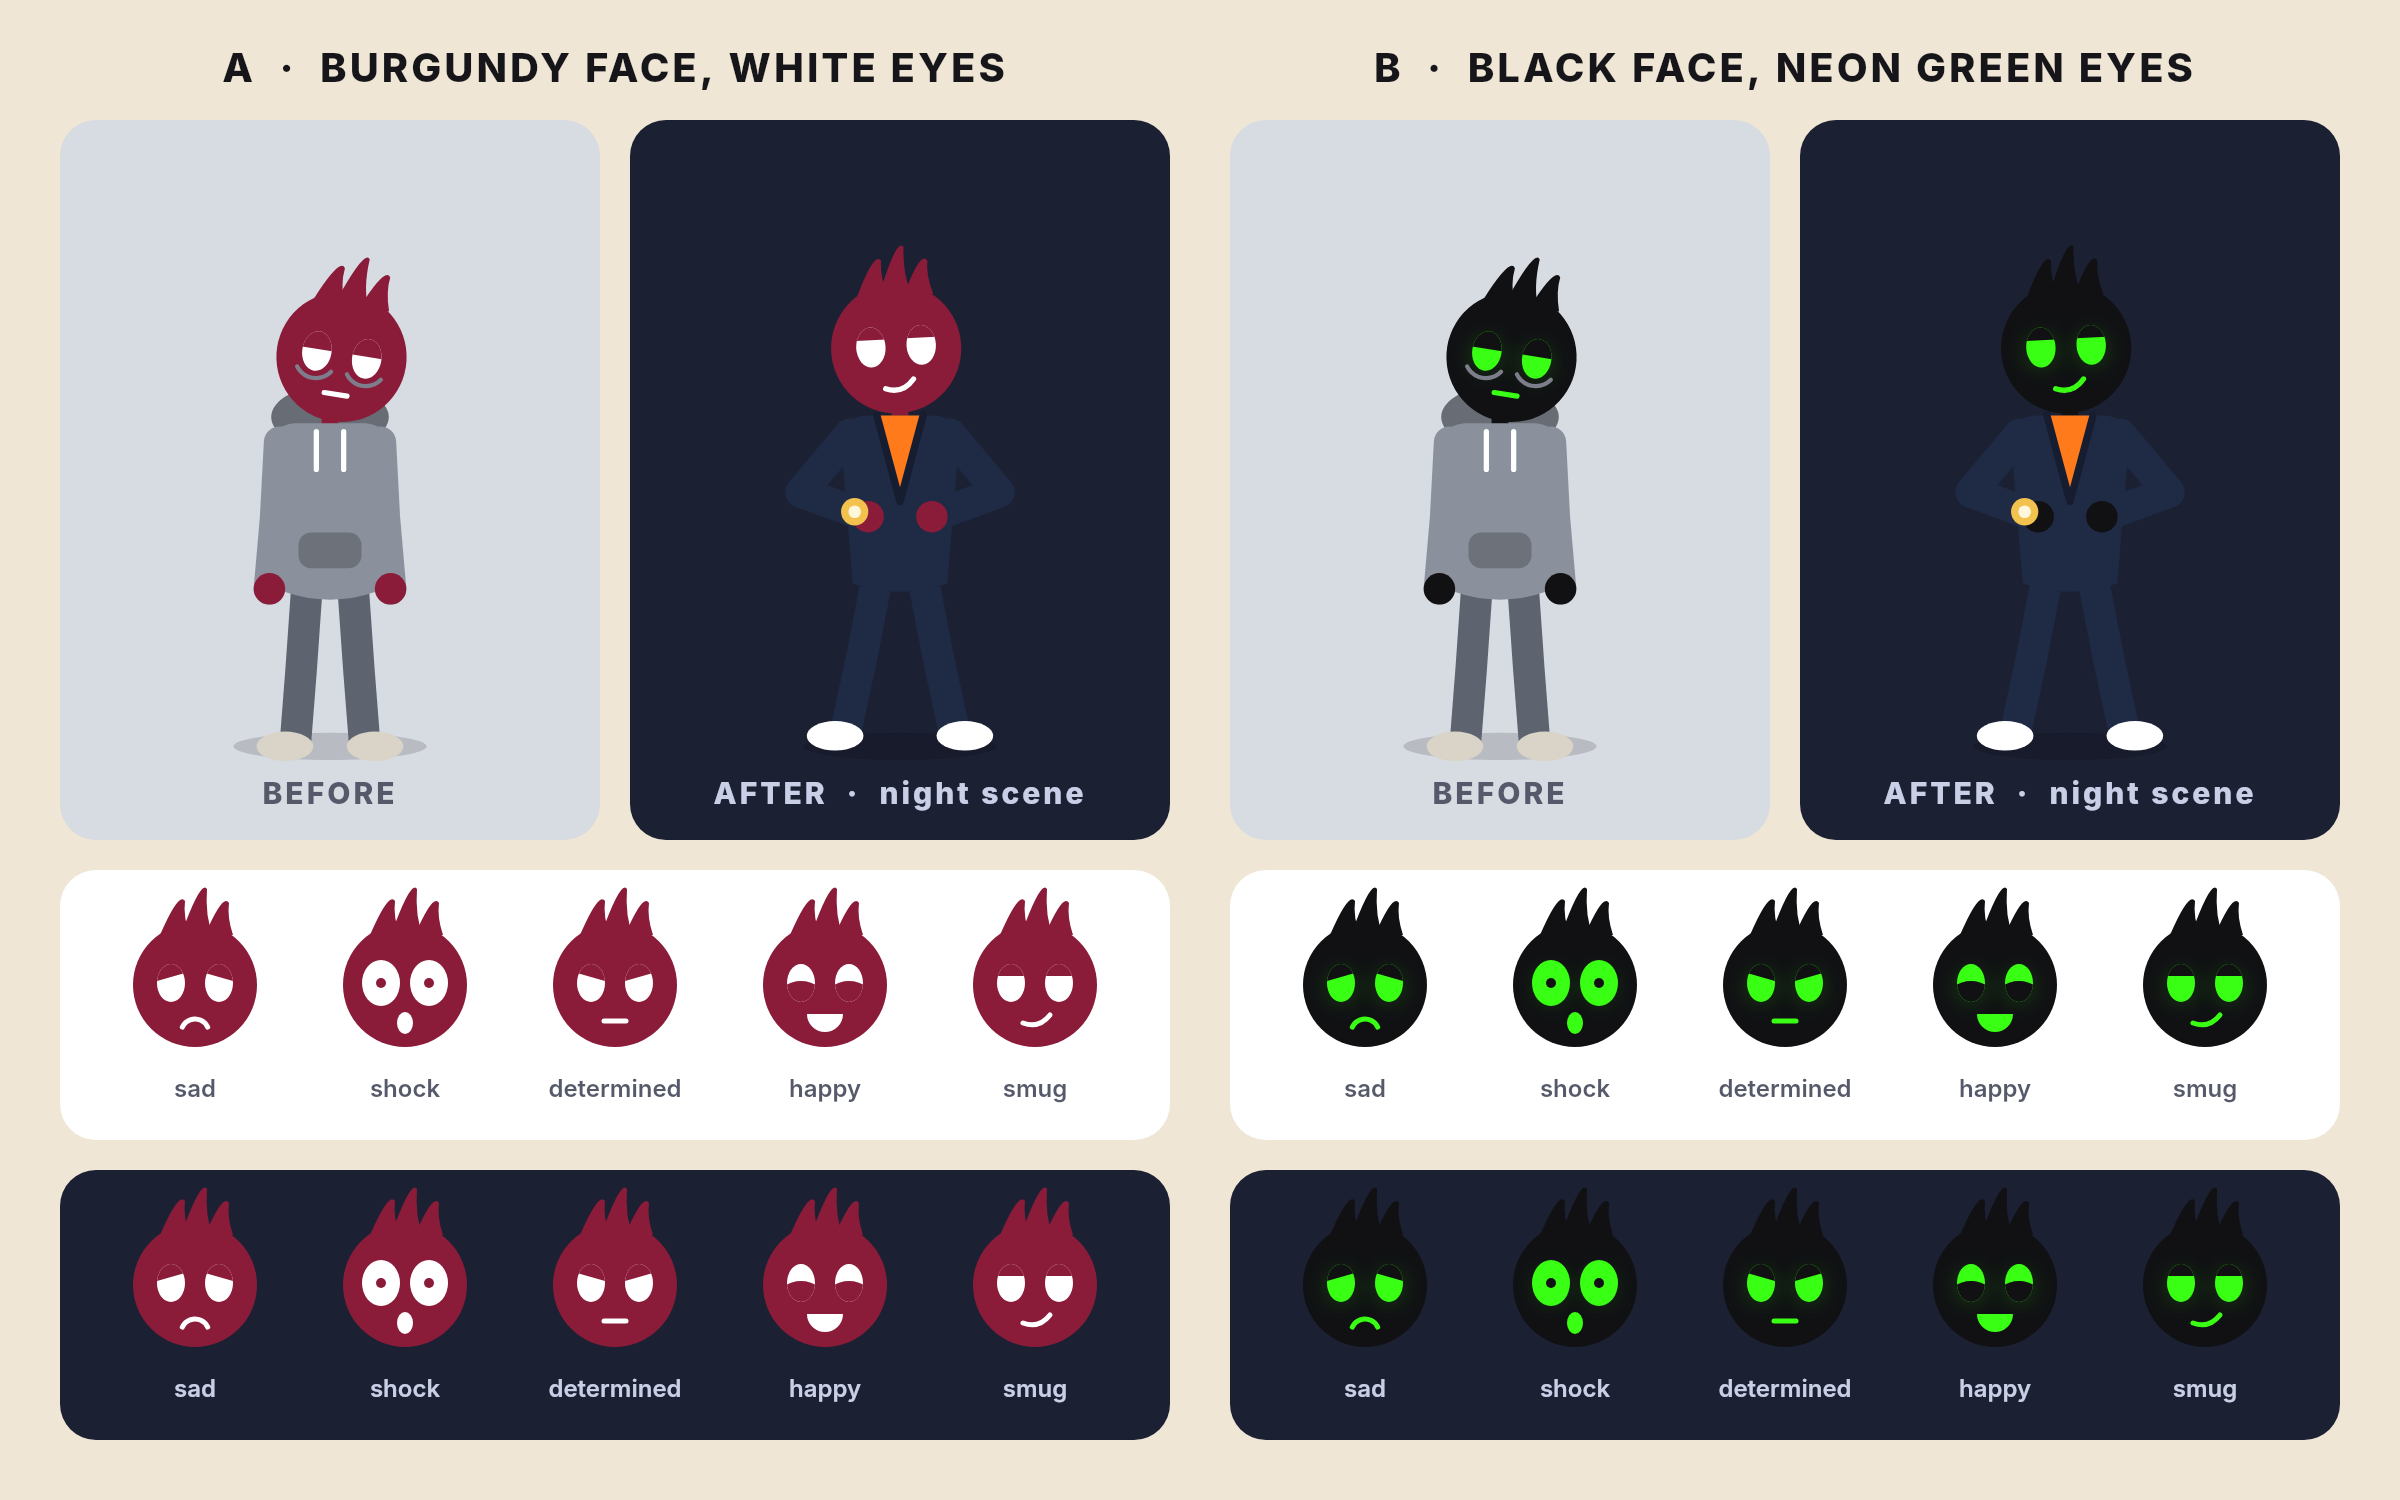 A · BURGUNDY FACE, WHITE EYES
BEFORE
AFTER · night scene
sad
shock
determined
happy
smug
sad
shock
determined
happy
smug
B · BLACK FACE, NEON GREEN EYES
BEFORE
AFTER · night scene
sad
shock
determined
happy
smug
sad
shock
determined
happy
smug